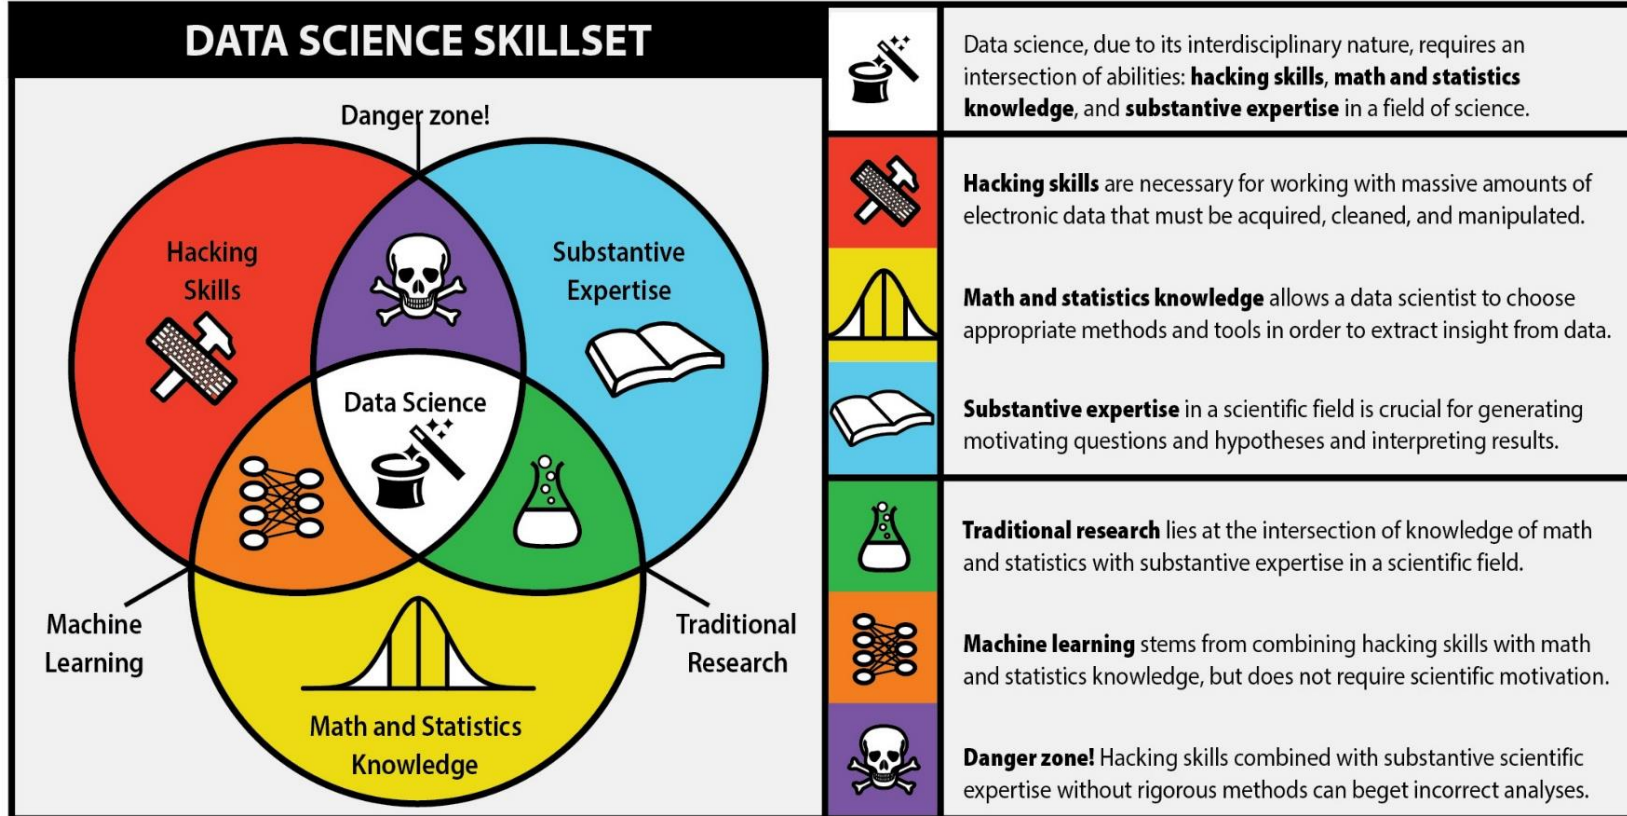 DATA SCIENCE SKILLSET
Danger zone!
Hacking
Skills
Substantive
Expertise
Data Science
Machine
Learning
Traditional
Research
Math and Statistics
Knowledge
Data science, due to its interdisciplinary nature, requires an
intersection of abilities: hacking skills, math and statistics
knowledge, and substantive expertise in a field of science.
Hacking skills are necessary for working with massive amounts of
electronic data that must be acquired, cleaned, and manipulated.
Math and statistics knowledge allows a data scientist to choose
appropriate methods and tools in order to extract insight from data.
Substantive expertise in a scientific field is crucial for generating
motivating questions and hypotheses and interpreting results.
Traditional research lies at the intersection of knowledge of math
and statistics with substantive expertise in a scientific field.
Machine learning stems from combining hacking skills with math
and statistics knowledge, but does not require scientific motivation.
Danger zone! Hacking skills combined with substantive scientific
expertise without rigorous methods can beget incorrect analyses.